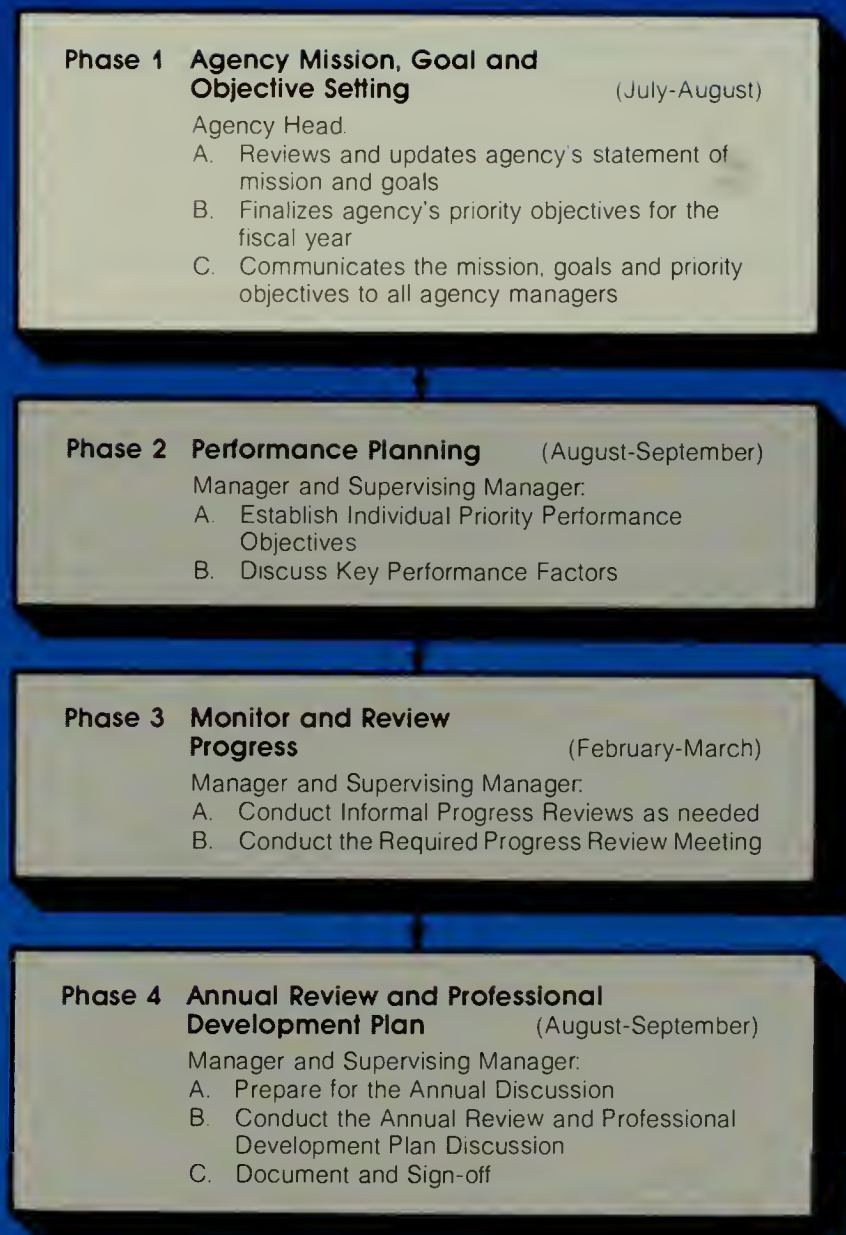 Phase 1 Agency Mission, Goal and
Objective Setting (July-August)
Agency Head.
A. Reviews and updates agency's statement of
mission and goals
B. Finalizes agency's priority objectives for the
fiscal year
C. Communicates the mission, goals and priority
objectives to all agency managers
Phase 2 Performance Planning (August-September)
Manager and Supervising Manager:
A. Establish Individual Priority Performance
Objectives
B. Discuss Key Performance Factors
Phase 3 Monitor and Review
Progress (February-March)
Manager and Supervising Manager:
A. Conduct Informal Progress Reviews as needed
B. Conduct the Required Progress Review Meeting
Phase 4 Annual Review and Professional
Development Plan (August-September)
Manager and Supervising Manager:
A. Prepare for the Annual Discussion
B. Conduct the Annual Review and Professional
Development Plan Discussion
C. Document and Sign-off